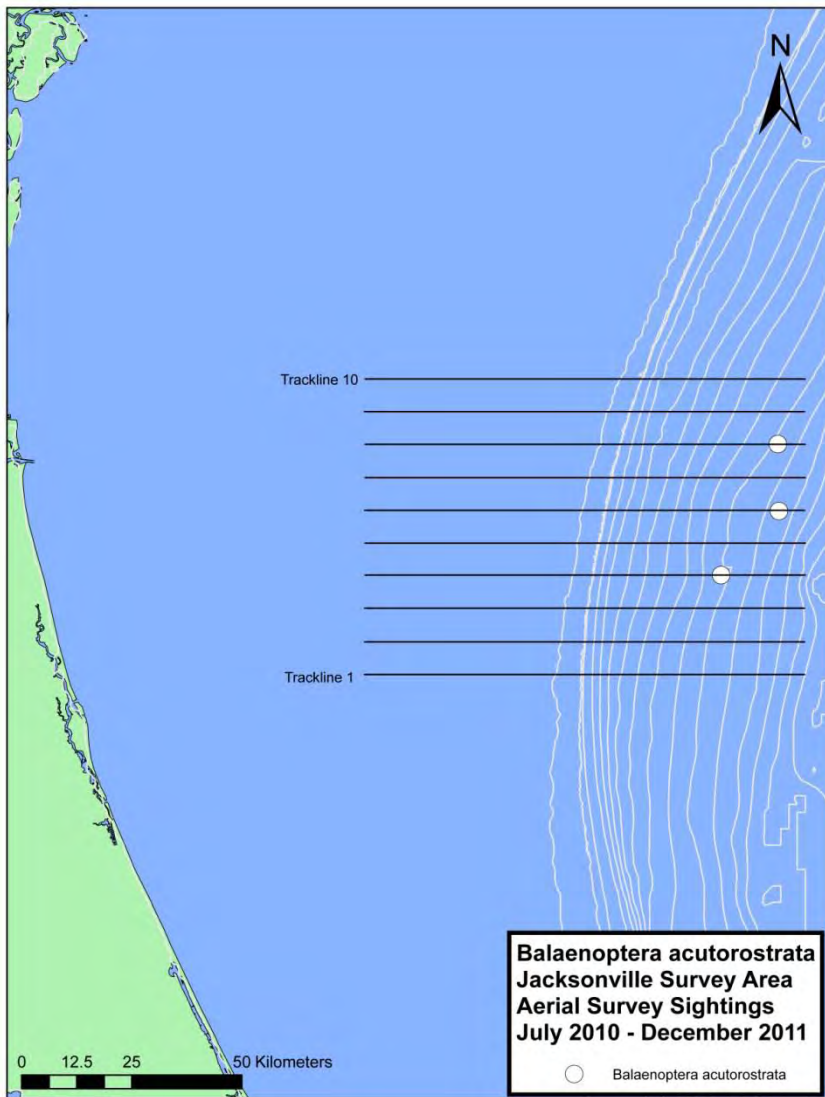 N
Trackline 10
Trackline 1
Balaenoptera acutorostrata
Jacksonville Survey Area
Aerial Survey Sightings
July 2010 - December 2011
Balaenoptera acutorostrata
0 12.5 25 50 Kilometers